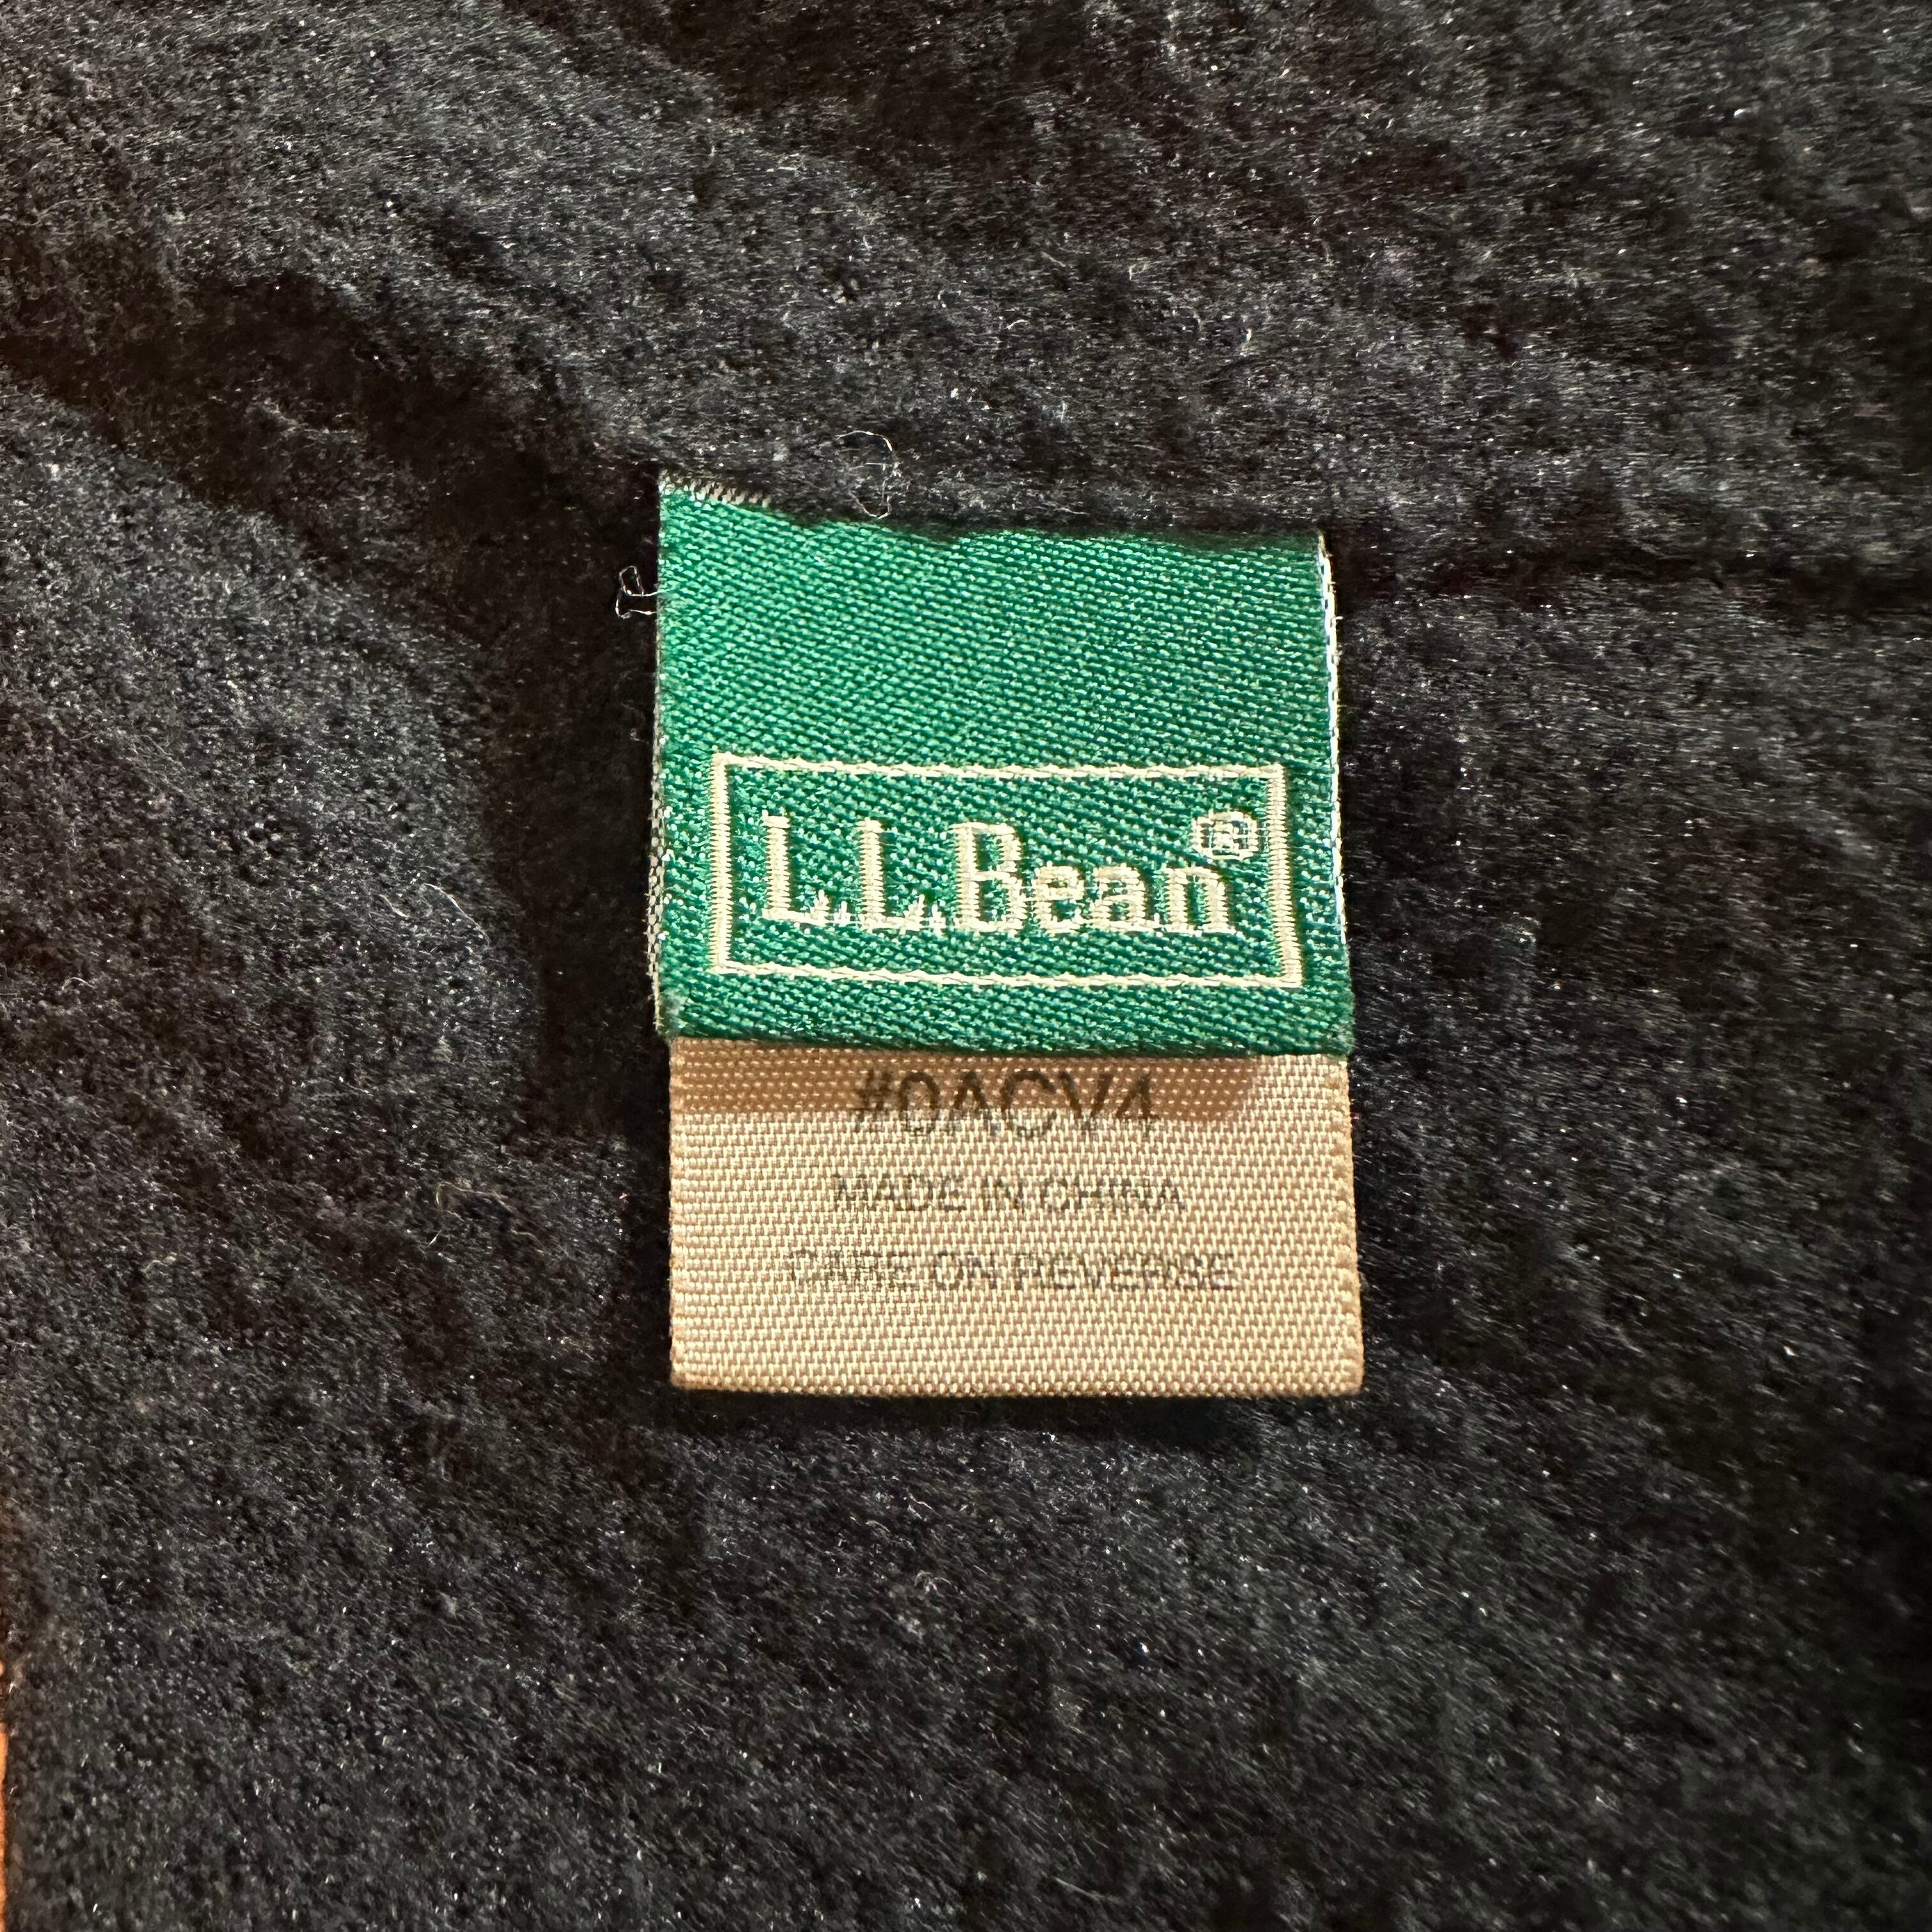 L.L.Bean®
#0ACV4
MADE IN CHINA
CARE ON REVERSE